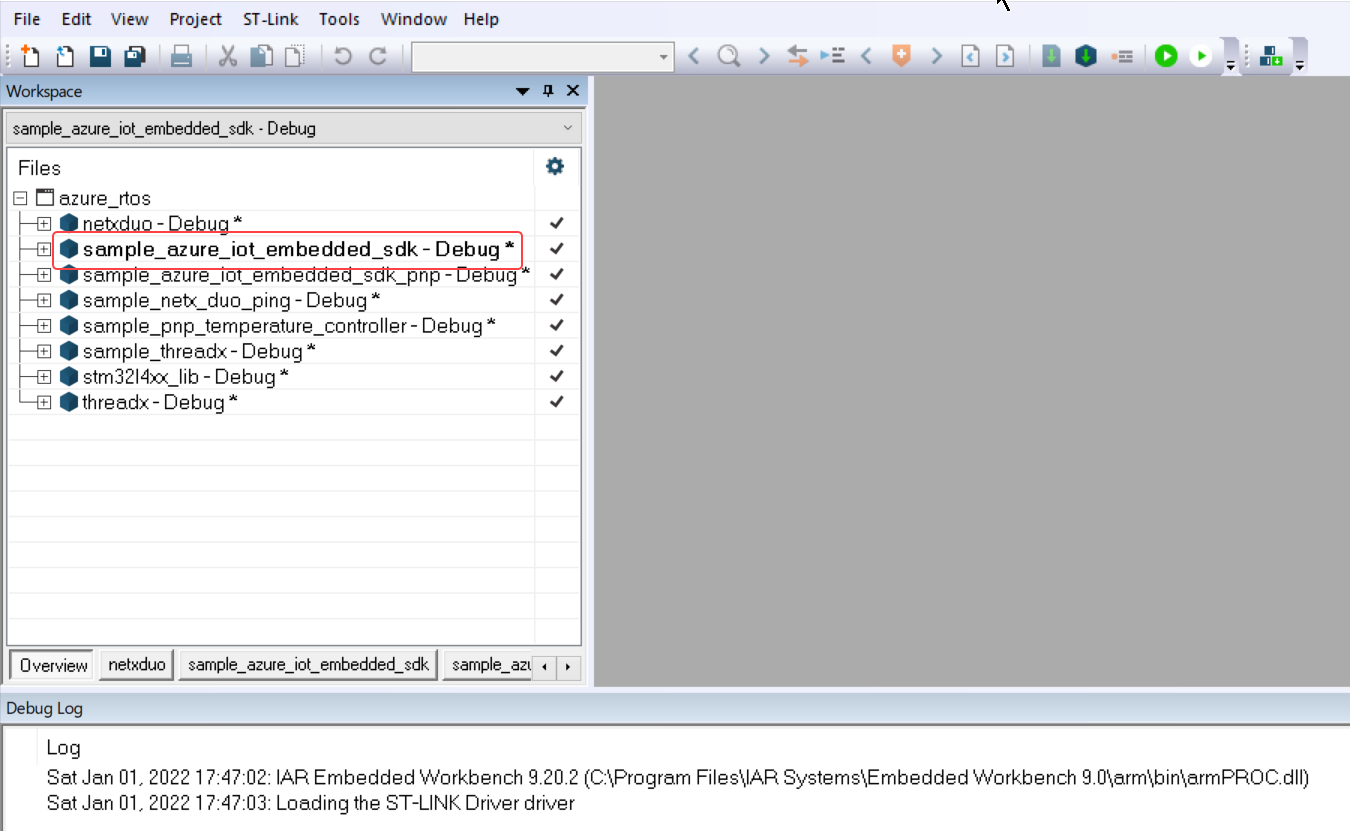 File Edit View Project ST-Link Tools Window Help
Workspace
sample_azure_iot_embedded_sdk - Debug
Files
azure_rtos
netxduo - Debug *
sample_azure_iot_embedded_sdk - Debug *
sample_azure_iot_embedded_sdk_pnp - Debug *
sample_netx_duo_ping - Debug *
sample_pnp_temperature_controller - Debug *
sample_threadx - Debug *
stm32l4xx_lib - Debug *
threadx - Debug *
Overview netxduo sample_azure_iot_embedded_sdk sample_azu
Debug Log
Log
Sat Jan 01, 2022 17:47:02: IAR Embedded Workbench 9.20.2 (C:\Program Files\IAR Systems\Embedded Workbench 9.0\arm\bin\armPROC.dll)
Sat Jan 01, 2022 17:47:03: Loading the ST-LINK Driver driver